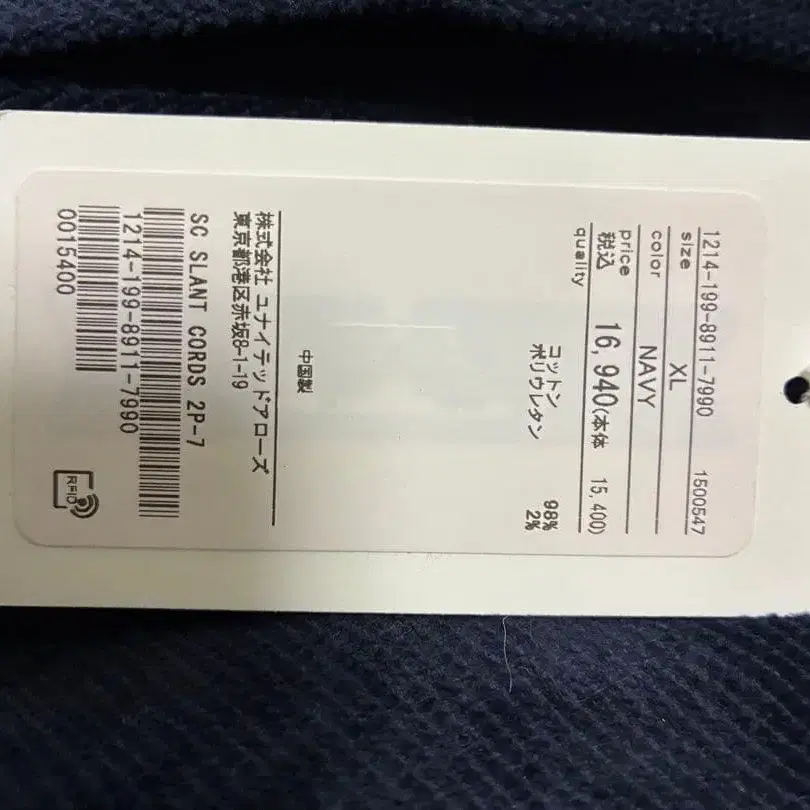 1214-199-8911-7990 1500547
size XL
color NAVY
price
税込 16,940(本体 15,400)
quality
コットン 98%
ポリウレタン 2%
中国製
株式会社 ユナイテッドアローズ
東京都港区赤坂8-1-19
SC SLANT CORDS 2P-7
1214-199-8911-7990
0015400
RFID